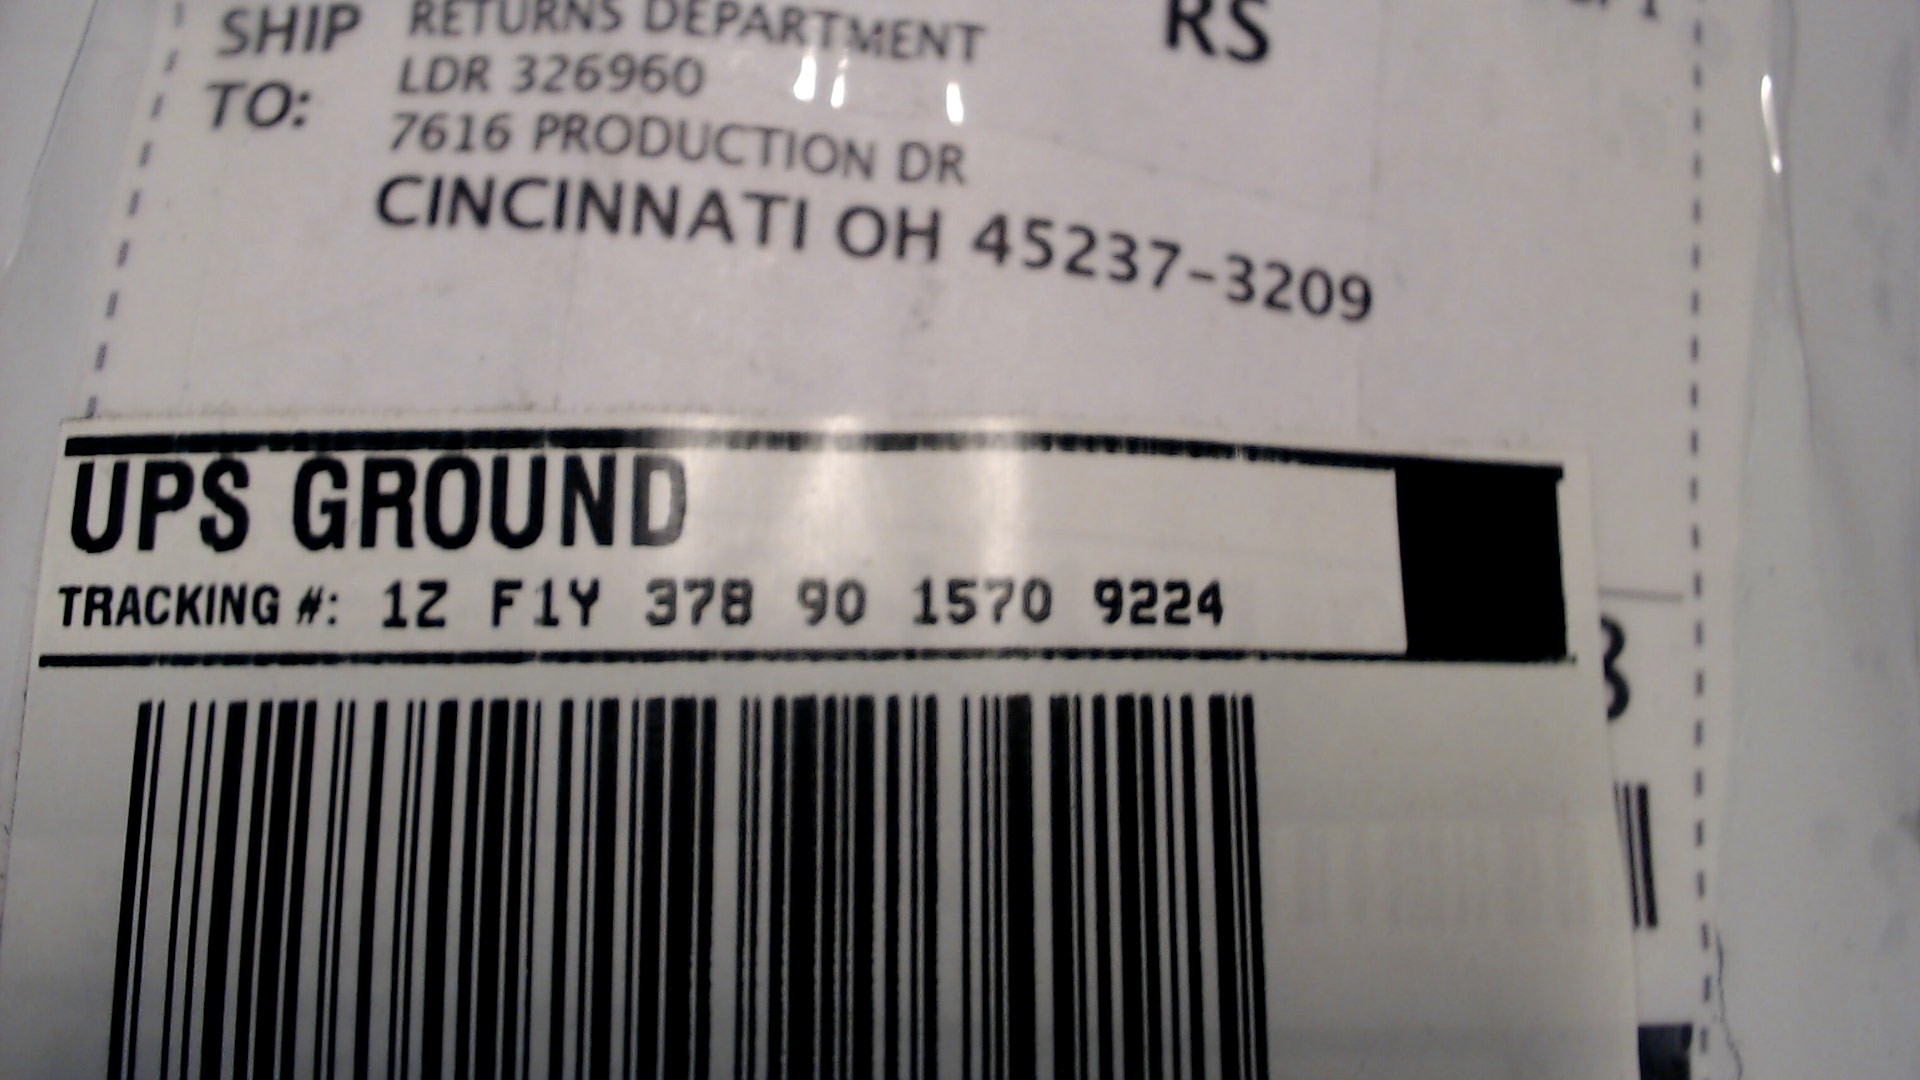 SHIP TO:
RETURNS DEPARTMENT
LDR 326960
7616 PRODUCTION DR
CINCINNATI OH 45237-3209
RS
UPS GROUND
TRACKING #: 1Z F1Y 378 90 1570 9224